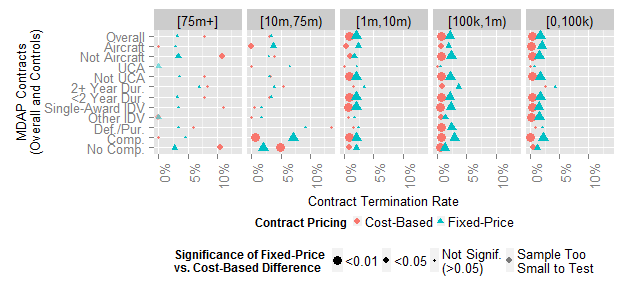 [75m+] [10m,75m) [1m,10m) [100k,1m) [0,100k)
MDAP Contracts
(Overall and Controls)
Overall
Aircraft
Not Aircraft
UCA
Not UCA
2+ Year Dur.
<2 Year Dur.
Single-Award IDV
Other IDV
Def./Pur.
Comp.
No Comp.
0% 5% 10% 0% 5% 10% 0% 5% 10% 0% 5% 10% 0% 5% 10%
Contract Termination Rate
Contract Pricing Cost-Based Fixed-Price
Significance of Fixed-Price
vs. Cost-Based Difference
<0.01 <0.05 Not Signif.
(>0.05)
Sample Too
Small to Test